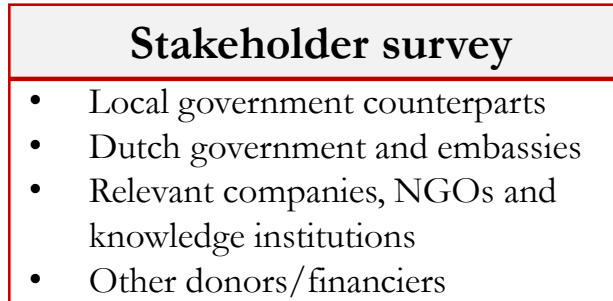 Stakeholder survey
• Local government counterparts
• Dutch government and embassies
• Relevant companies, NGOs and
knowledge institutions
• Other donors/financiers